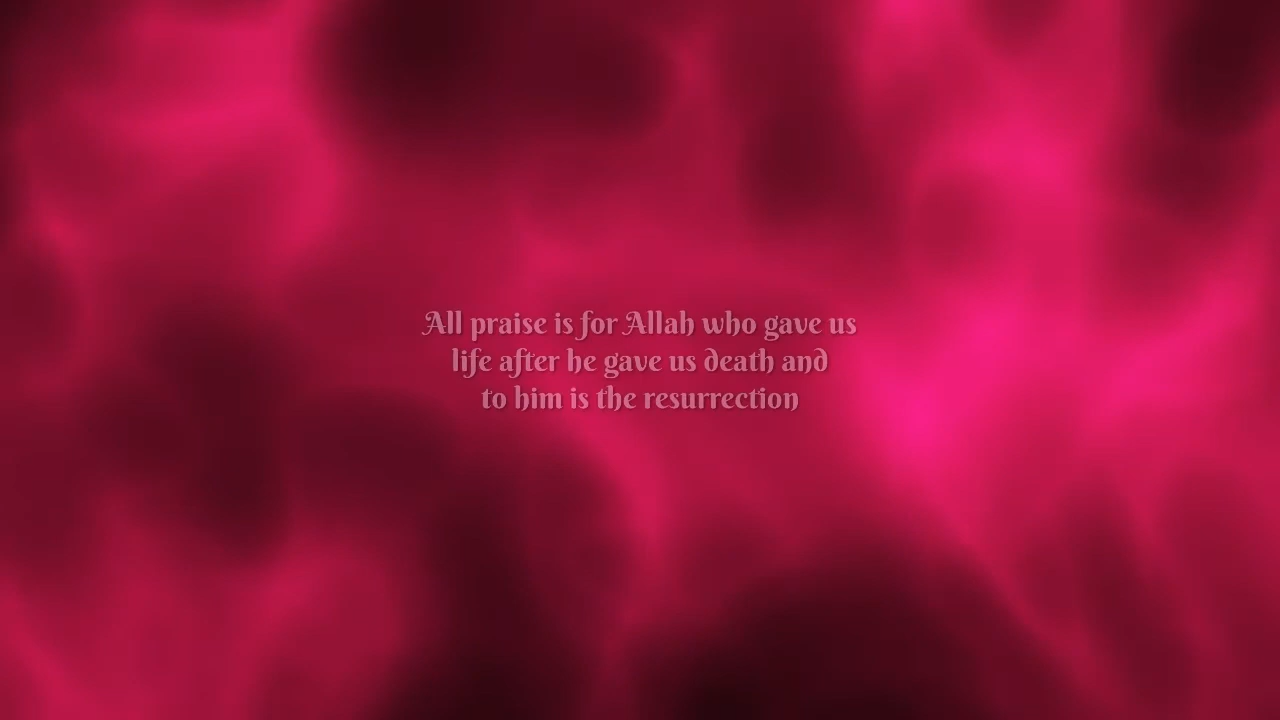 All praise is for Allah who gave us
life after he gave us death and
to him is the resurrection